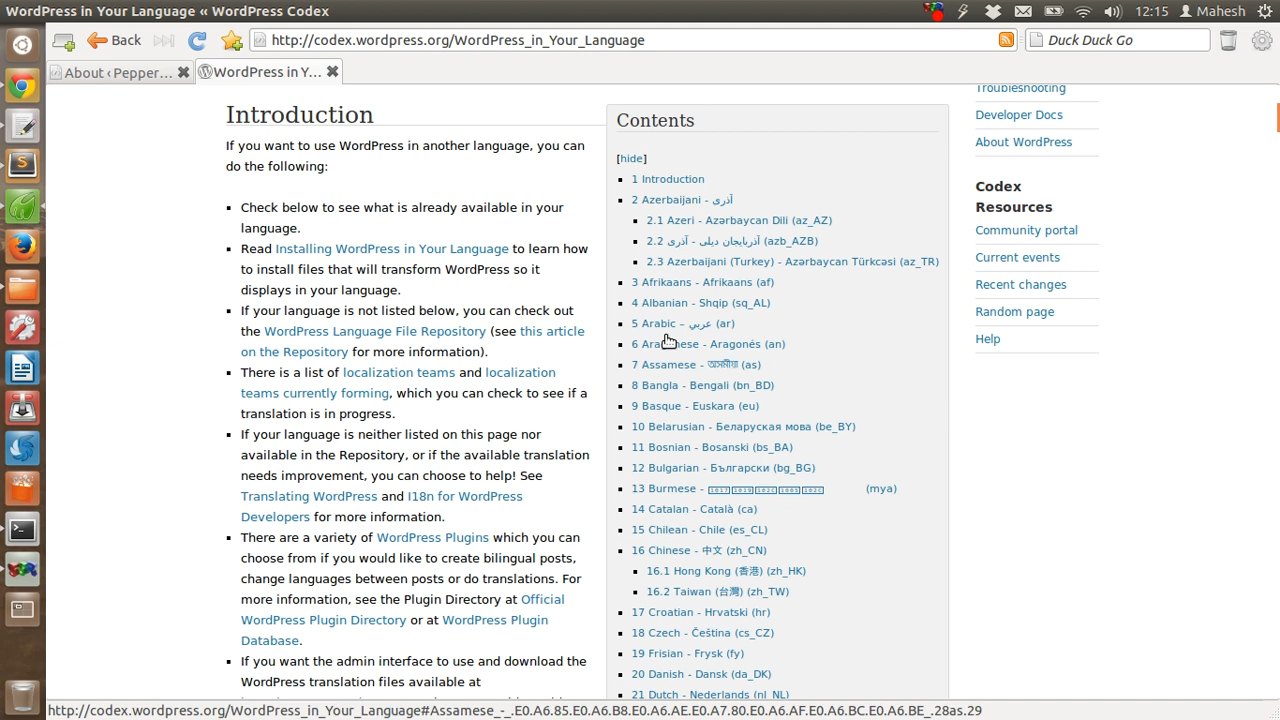 WordPress in Your Language « WordPress Codex
12:15
Mahesh
Back
http://codex.wordpress.org/WordPress_in_Your_Language
Duck Duck Go
About ‹ Pepper...
WordPress in Y...
Introduction
If you want to use WordPress in another language, you can
do the following:
Check below to see what is already available in your
language.
Read Installing WordPress in Your Language to learn how
to install files that will transform WordPress so it
displays in your language.
If your language is not listed below, you can check out
the WordPress Language File Repository (see this article
on the Repository for more information).
There is a list of localization teams and localization
teams currently forming, which you can check to see if a
translation is in progress.
If your language is neither listed on this page nor
available in the Repository, or if the available translation
needs improvement, you can choose to help! See
Translating WordPress and I18n for WordPress
Developers for more information.
There are a variety of WordPress Plugins which you can
choose from if you would like to create bilingual posts,
change languages between posts or do translations. For
more information, see the Plugin Directory at Official
WordPress Plugin Directory or at WordPress Plugin
Database.
If you want the admin interface to use and download the
WordPress translation files available at
Contents
[hide]
1 Introduction
2 Azerbaijani - آذری
2.1 Azeri - Azərbaycan Dili (az_AZ)
2.2 آذربایجان دیلی - آذری (azb_AZB)
2.3 Azerbaijani (Turkey) - Azərbaycan Türkcəsi (az_TR)
3 Afrikaans - Afrikaans (af)
4 Albanian - Shqip (sq_AL)
5 Arabic – عربي (ar)
6 Aragonese - Aragonés (an)
7 Assamese - অসমীয়া (as)
8 Bangla - Bengali (bn_BD)
9 Basque - Euskara (eu)
10 Belarusian - Беларуская мова (be_BY)
11 Bosnian - Bosanski (bs_BA)
12 Bulgarian - Български (bg_BG)
13 Burmese - (mya)
14 Catalan - Català (ca)
15 Chilean - Chile (es_CL)
16 Chinese - 中文 (zh_CN)
16.1 Hong Kong (香港) (zh_HK)
16.2 Taiwan (台灣) (zh_TW)
17 Croatian - Hrvatski (hr)
18 Czech - Čeština (cs_CZ)
19 Frisian - Frysk (fy)
20 Danish - Dansk (da_DK)
21 Dutch - Nederlands (nl_NL)
Troubleshooting
Developer Docs
About WordPress
Codex
Resources
Community portal
Current events
Recent changes
Random page
Help
http://codex.wordpress.org/WordPress_in_Your_Language#Assamese_-_.E0.A6.85.E0.A6.B8.E0.A6.AE.E0.A7.80.E0.A6.AF.E0.A6.BC.E0.A6.BE_.28as.29